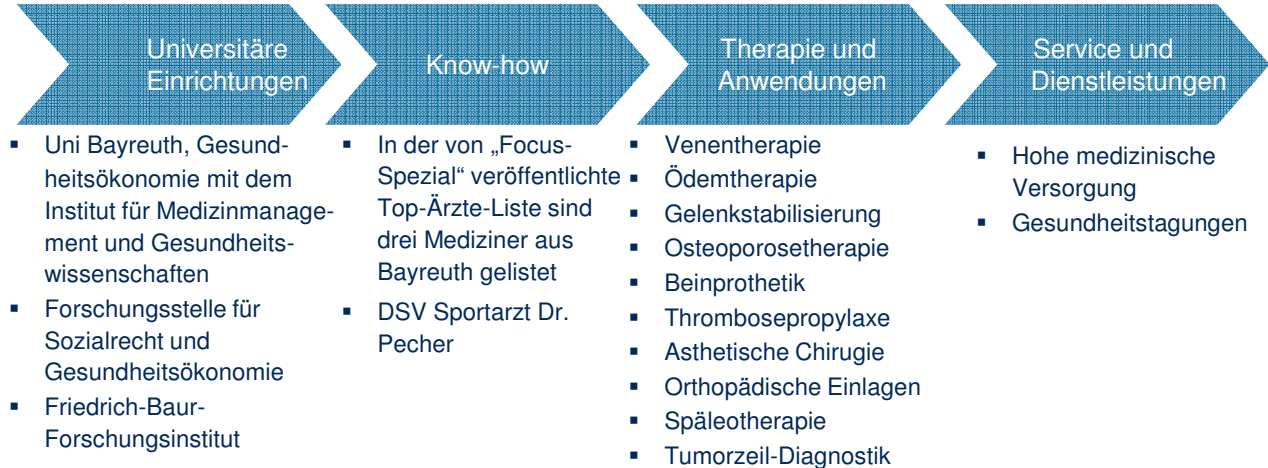 Universitäre
Einrichtungen
▪ Uni Bayreuth, Gesund-
heitsökonomie mit dem
Institut für Medizinmanage-
ment und Gesundheits-
wissenschaften
▪ Forschungsstelle für
Sozialrecht und
Gesundheitsökonomie
▪ Friedrich-Baur-
Forschungsinstitut
Know-how
▪ In der von „Focus-
Spezial“ veröffentlichte
Top-Ärzte-Liste sind
drei Mediziner aus
Bayreuth gelistet
▪ DSV Sportarzt Dr.
Pecher
Therapie und
Anwendungen
▪ Venentherapie
▪ Ödemtherapie
▪ Gelenkstabilisierung
▪ Osteoporosetherapie
▪ Beinprothetik
▪ Thrombosepropylaxe
▪ Asthetische Chirugie
▪ Orthopädische Einlagen
▪ Späleotherapie
▪ Tumorzeil-Diagnostik
Service und
Dienstleistungen
▪ Hohe medizinische
Versorgung
▪ Gesundheitstagungen